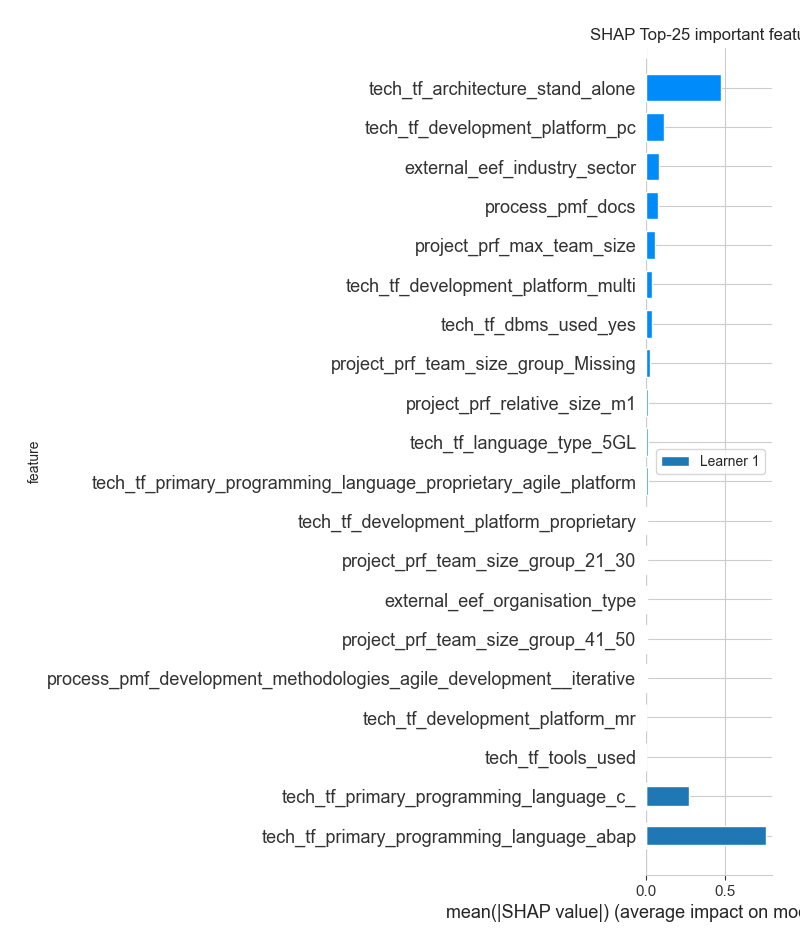 SHAP Top-25 important featu
tech_tf_architecture_stand_alone
tech_tf_development_platform_pc
external_eef_industry_sector
process_pmf_docs
project_prf_max_team_size
tech_tf_development_platform_multi
tech_tf_dbms_used_yes
project_prf_team_size_group_Missing
project_prf_relative_size_m1
tech_tf_language_type_5GL
feature
Learner 1
tech_tf_primary_programming_language_proprietary_agile_platform
tech_tf_development_platform_proprietary
project_prf_team_size_group_21_30
external_eef_organisation_type
project_prf_team_size_group_41_50
process_pmf_development_methodologies_agile_development__iterative
tech_tf_development_platform_mr
tech_tf_tools_used
tech_tf_primary_programming_language_c_
tech_tf_primary_programming_language_abap
0.0 0.5
mean(|SHAP value|) (average impact on mo